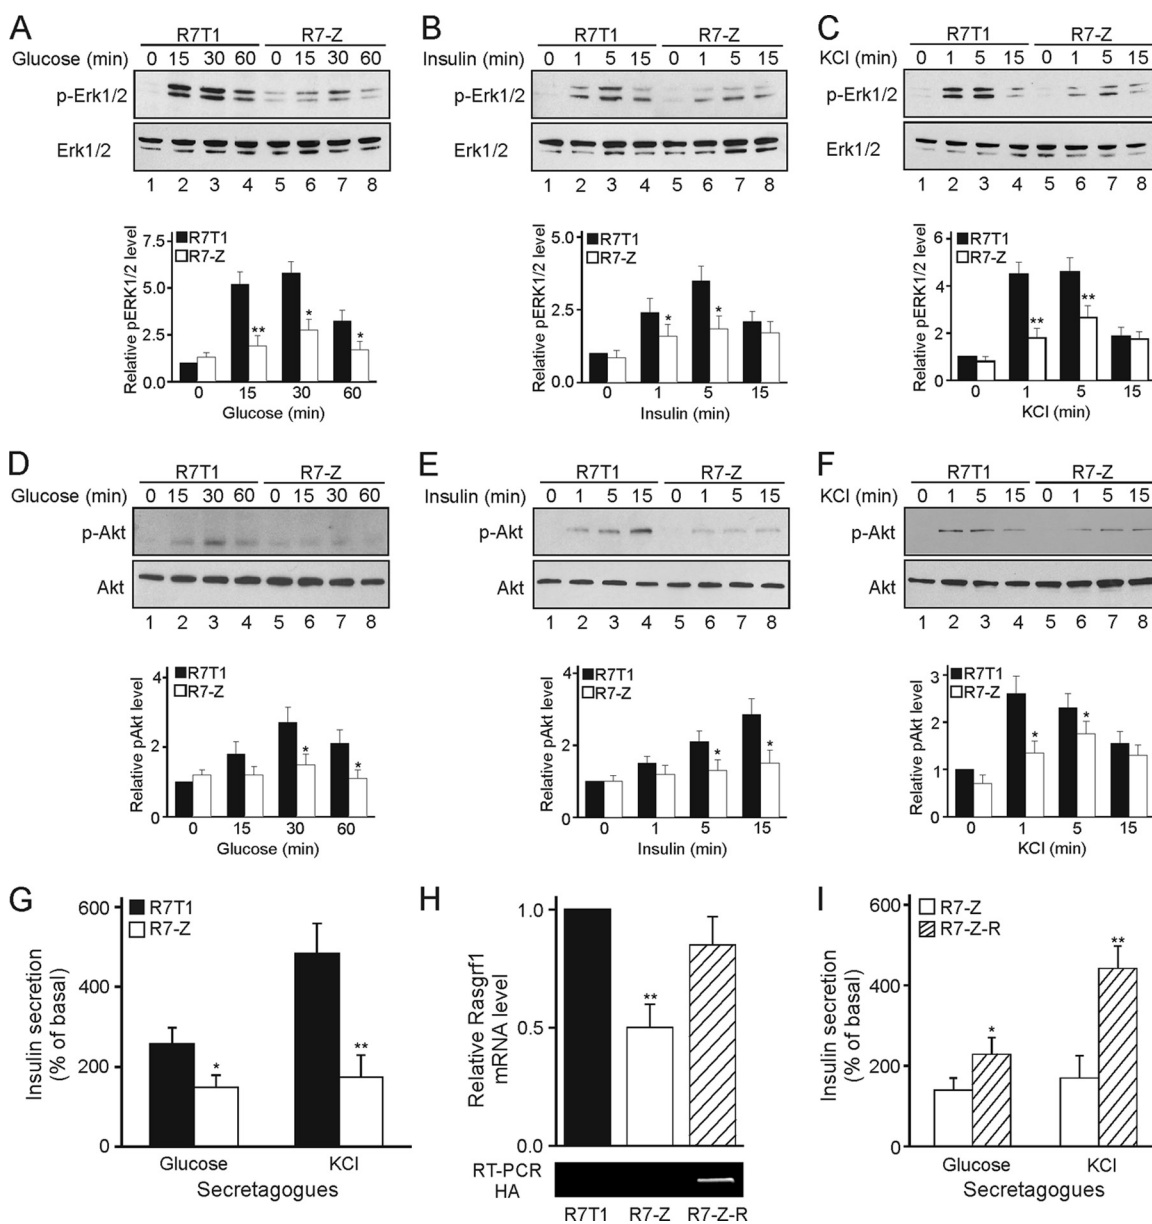 A
R7T1 R7-Z
Glucose (min) 0 15 30 60 0 15 30 60
p-Erk1/2
Erk1/2
1 2 3 4 5 6 7 8
Relative pERK1/2 level
7.5
5.0
2.5
0.0
R7T1
R7-Z
** * *
0 15 30 60
Glucose (min)
B
R7T1 R7-Z
Insulin (min) 0 1 5 15 0 1 5 15
p-Erk1/2
Erk1/2
1 2 3 4 5 6 7 8
Relative pERK1/2 level
5.0
2.5
0.0
R7T1
R7-Z
* *
0 1 5 15
Insulin (min)
C
R7T1 R7-Z
KCl (min) 0 1 5 15 0 1 5 15
p-Erk1/2
Erk1/2
1 2 3 4 5 6 7 8
Relative pERK1/2 level
6
4
2
0
R7T1
R7-Z
** **
0 1 5 15
KCl (min)
D
R7T1 R7-Z
Glucose (min) 0 15 30 60 0 15 30 60
p-Akt
Akt
1 2 3 4 5 6 7 8
Relative pAkt level
4
2
0
R7T1
R7-Z
* *
0 15 30 60
Glucose (min)
E
R7T1 R7-Z
Insulin (min) 0 1 5 15 0 1 5 15
p-Akt
Akt
1 2 3 4 5 6 7 8
Relative pAkt level
4
2
0
R7T1
R7-Z
* *
0 1 5 15
Insulin (min)
F
R7T1 R7-Z
KCl (min) 0 1 5 15 0 1 5 15
p-Akt
Akt
1 2 3 4 5 6 7 8
Relative pAkt level
3
2
1
0
R7T1
R7-Z
* *
0 1 5 15
KCl (min)
G
Insulin secretion
(% of basal)
600
400
200
0
R7T1
R7-Z
* **
Glucose KCl
Secretagogues
H
Relative Rasgrf1
mRNA level
1.0
0.5
0.0
**
RT-PCR
HA
R7T1 R7-Z R7-Z-R
I
Insulin secretion
(% of basal)
600
400
200
0
R7-Z
R7-Z-R
* **
Glucose KCl
Secretagogues